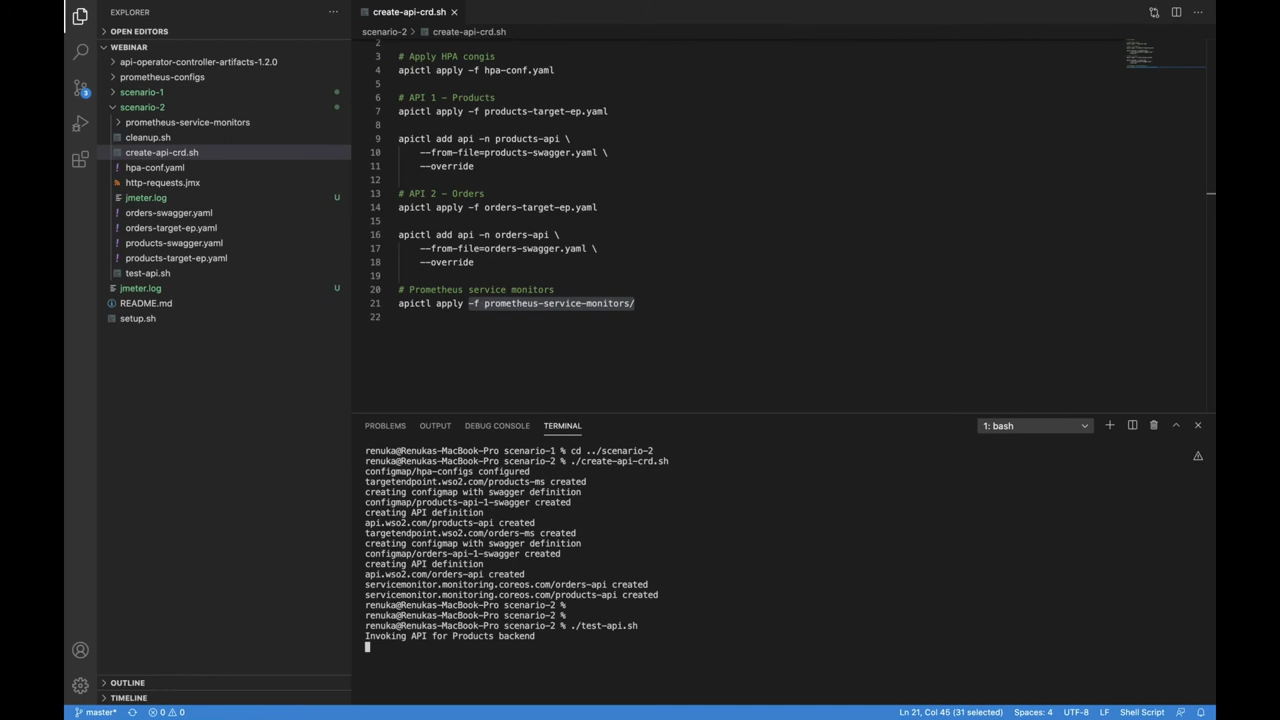 EXPLORER
···
OPEN EDITORS
WEBINAR
api-operator-controller-artifacts-1.2.0
prometheus-configs
scenario-1
scenario-2
prometheus-service-monitors
cleanup.sh
create-api-crd.sh
! hpa-conf.yaml
http-requests.jmx
jmeter.log U
! orders-swagger.yaml
! orders-target-ep.yaml
! products-swagger.yaml
! products-target-ep.yaml
test-api.sh
jmeter.log U
README.md
setup.sh
OUTLINE
TIMELINE
3
create-api-crd.sh
scenario-2 > create-api-crd.sh
2
3 # Apply HPA congis
4 apictl apply -f hpa-conf.yaml
5
6 # API 1 - Products
7 apictl apply -f products-target-ep.yaml
8
9 apictl add api -n products-api \
10 --from-file=products-swagger.yaml \
11 --override
12
13 # API 2 - Orders
14 apictl apply -f orders-target-ep.yaml
15
16 apictl add api -n orders-api \
17 --from-file=orders-swagger.yaml \
18 --override
19
20 # Prometheus service monitors
21 apictl apply -f prometheus-service-monitors/
22
PROBLEMS OUTPUT DEBUG CONSOLE TERMINAL 1: bash
renuka@Renukas-MacBook-Pro scenario-1 % cd ../scenario-2
renuka@Renukas-MacBook-Pro scenario-2 % ./create-api-crd.sh
configmap/hpa-configs configured
targetendpoint.wso2.com/products-ms created
creating configmap with swagger definition
configmap/products-api-1-swagger created
creating API definition
api.wso2.com/products-api created
targetendpoint.wso2.com/orders-ms created
creating configmap with swagger definition
configmap/orders-api-1-swagger created
creating API definition
api.wso2.com/orders-api created
servicemonitor.monitoring.coreos.com/orders-api created
servicemonitor.monitoring.coreos.com/products-api created
renuka@Renukas-MacBook-Pro scenario-2 %
renuka@Renukas-MacBook-Pro scenario-2 %
renuka@Renukas-MacBook-Pro scenario-2 % ./test-api.sh
Invoking API for Products backend
master* 0 0 Ln 21, Col 45 (31 selected) Spaces: 4 UTF-8 LF Shell Script